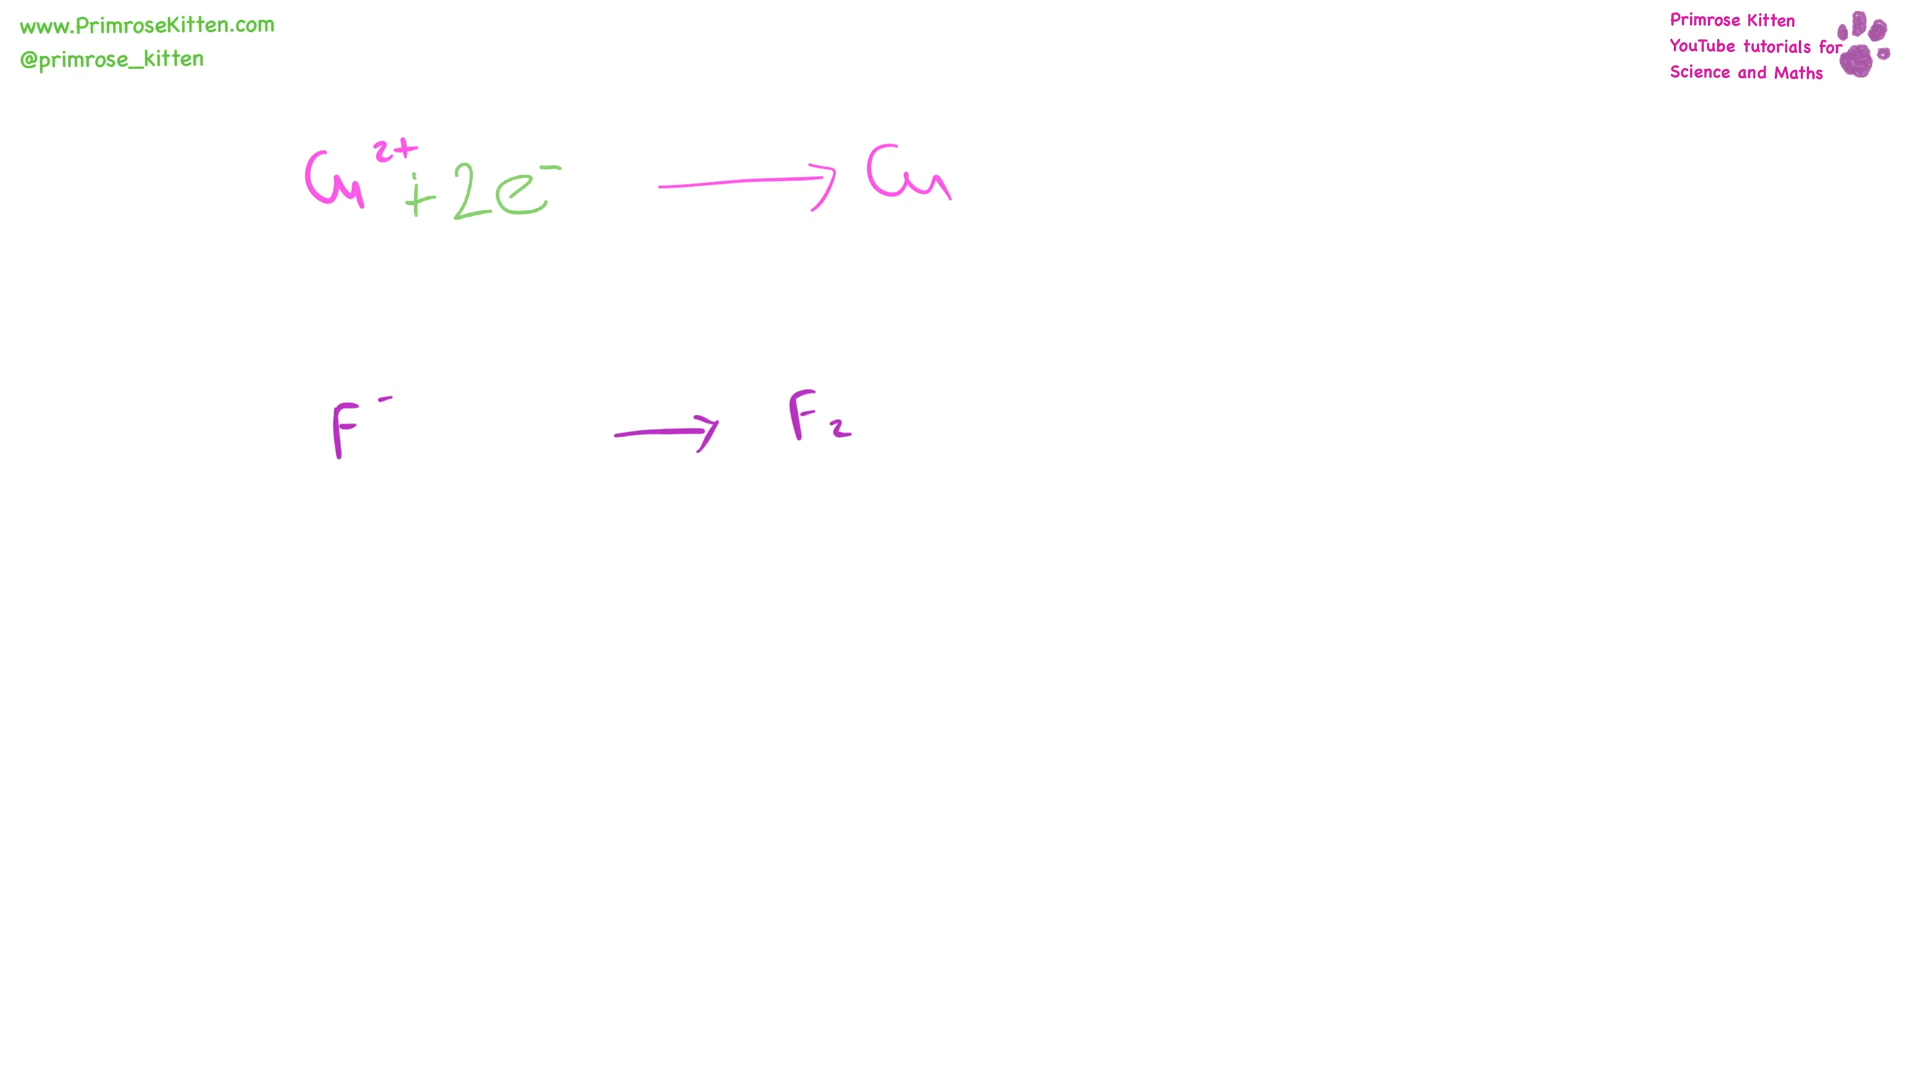 www.PrimroseKitten.com
@primrose_kitten
Primrose Kitten
YouTube tutorials for
Science and Maths
Cu²⁺ + 2e⁻ → Cu
F⁻ → F₂